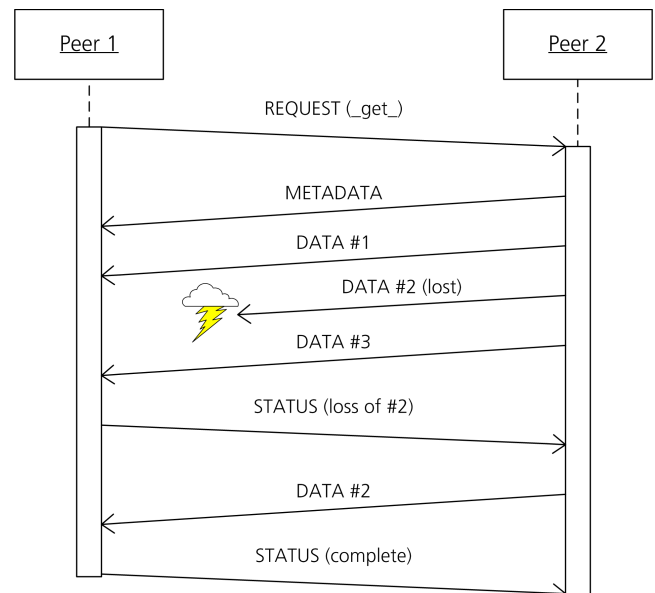 Peer 1
Peer 2
REQUEST (_get_)
METADATA
DATA #1
DATA #2 (lost)
DATA #3
STATUS (loss of #2)
DATA #2
STATUS (complete)